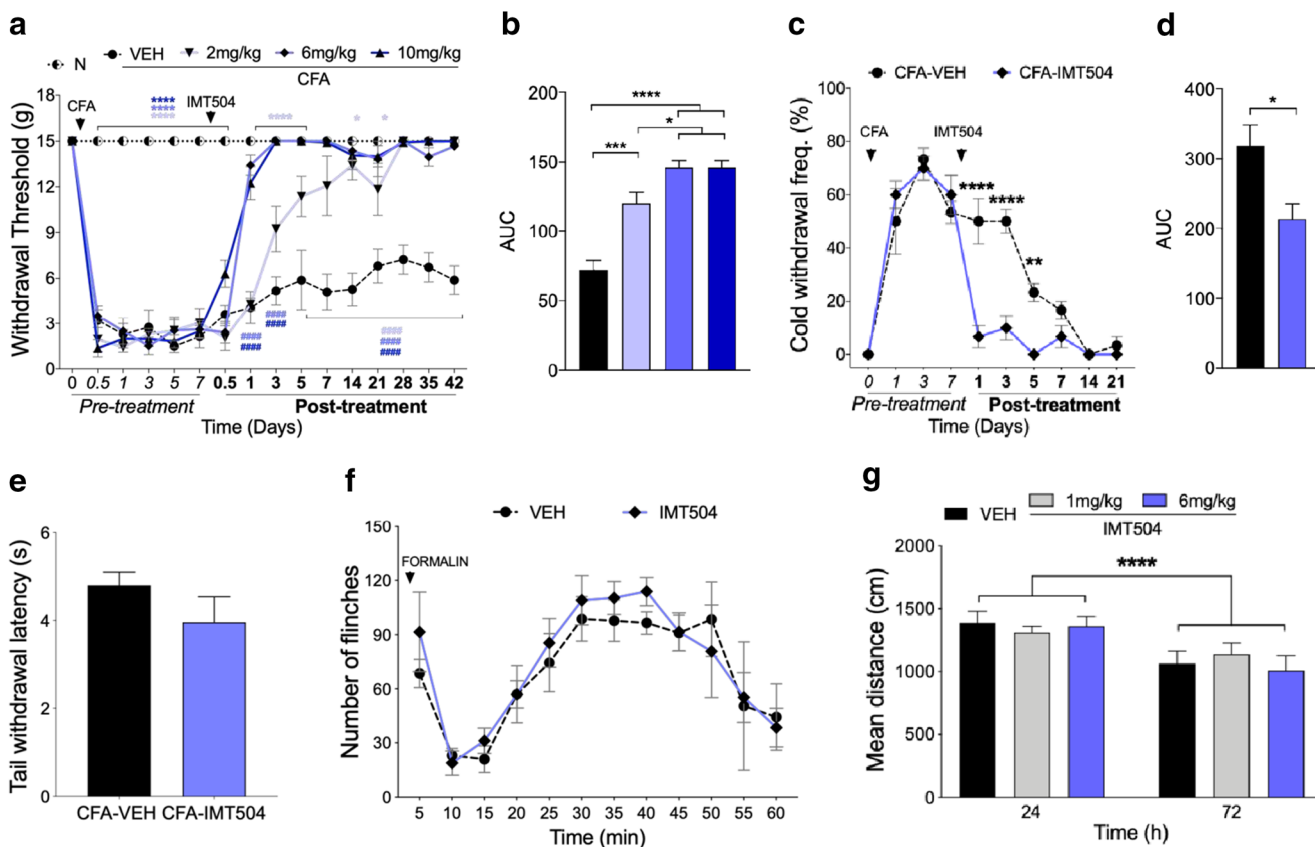 a
N
VEH
2mg/kg
6mg/kg
10mg/kg
CFA
Withdrawal Threshold (g)
18
15
12
9
6
3
0
CFA
IMT504
****
****
****
****
*
*
####
####
####
####
####
####
####
0 0.5 1 3 5 7 0.5 1 3 5 7 14 21 28 35 42
Pre-treatment
Post-treatment
Time (Days)
b
AUC
200
150
100
50
0
****
*
***
c
CFA-VEH
CFA-IMT504
Cold withdrawal freq. (%)
100
80
60
40
20
0
CFA
IMT504
****
****
**
0 1 3 7 1 3 5 7 14 21
Pre-treatment
Post-treatment
Time (Days)
d
AUC
400
300
200
100
0
*
e
Tail withdrawal latency (s)
6
4
2
0
CFA-VEH CFA-IMT504
f
VEH
IMT504
Number of flinches
150
120
90
60
30
0
FORMALIN
5 10 15 20 25 30 35 40 45 50 55 60
Time (min)
g
VEH
1mg/kg
6mg/kg
IMT504
Mean distance (cm)
2000
1500
1000
500
0
****
24 72
Time (h)